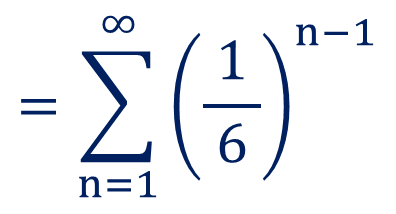 = ∑_{n=1}^{∞} (1/6)^{n−1}